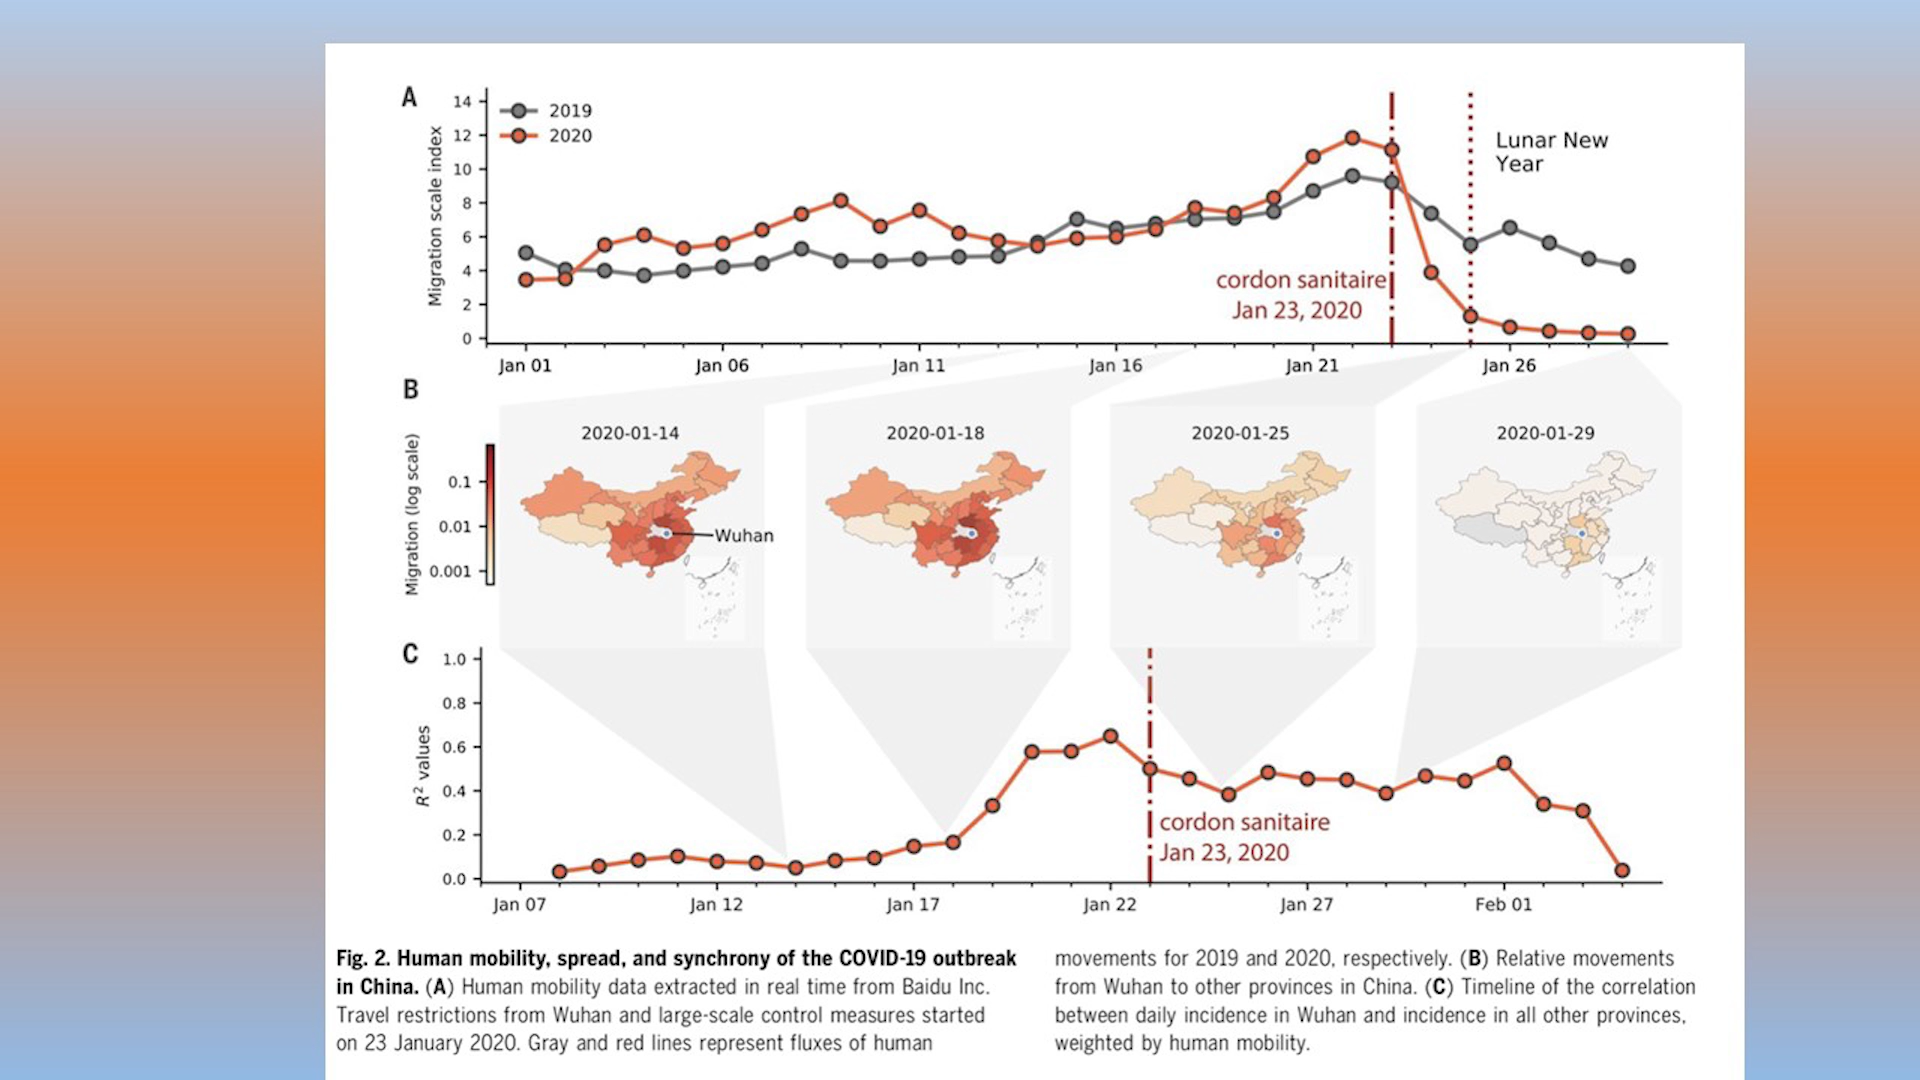 A
14
12
10
8
6
4
2
0
Migration scale index
2019
2020
Lunar New
Year
cordon sanitaire
Jan 23, 2020
Jan 01
Jan 06
Jan 11
Jan 16
Jan 21
Jan 26
B
Migration (log scale)
0.1
0.01
0.001
2020-01-14
Wuhan
2020-01-18
2020-01-25
2020-01-29
C
1.0
0.8
0.6
0.4
0.2
0.0
R² values
cordon sanitaire
Jan 23, 2020
Jan 07
Jan 12
Jan 17
Jan 22
Jan 27
Feb 01
Fig. 2. Human mobility, spread, and synchrony of the COVID-19 outbreak
in China. (A) Human mobility data extracted in real time from Baidu Inc.
Travel restrictions from Wuhan and large-scale control measures started
on 23 January 2020. Gray and red lines represent fluxes of human
movements for 2019 and 2020, respectively. (B) Relative movements
from Wuhan to other provinces in China. (C) Timeline of the correlation
between daily incidence in Wuhan and incidence in all other provinces,
weighted by human mobility.